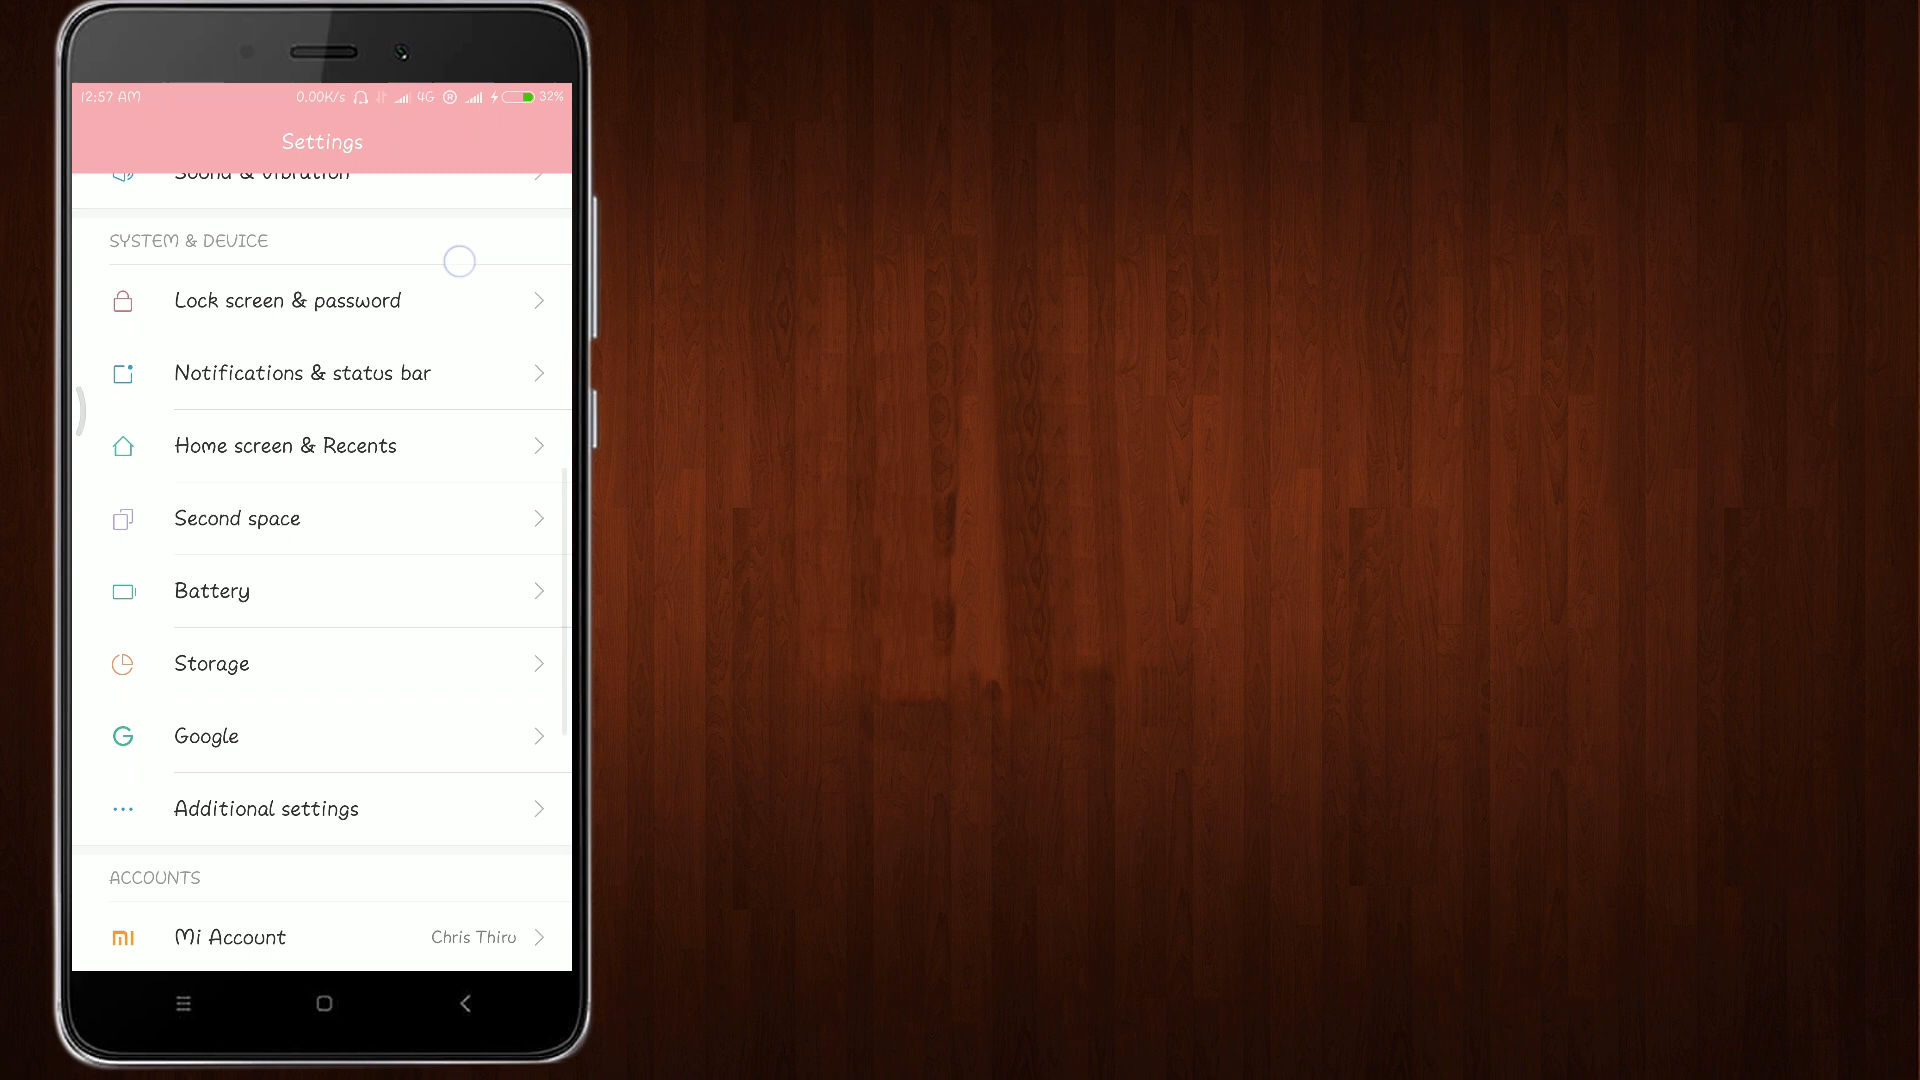 12:57 AM 0.00K/s 4G R 32%
Settings
Sound & vibration
SYSTEM & DEVICE
Lock screen & password
Notifications & status bar
Home screen & Recents
Second space
Battery
Storage
Google
Additional settings
ACCOUNTS
Mi Account Chris Thiru